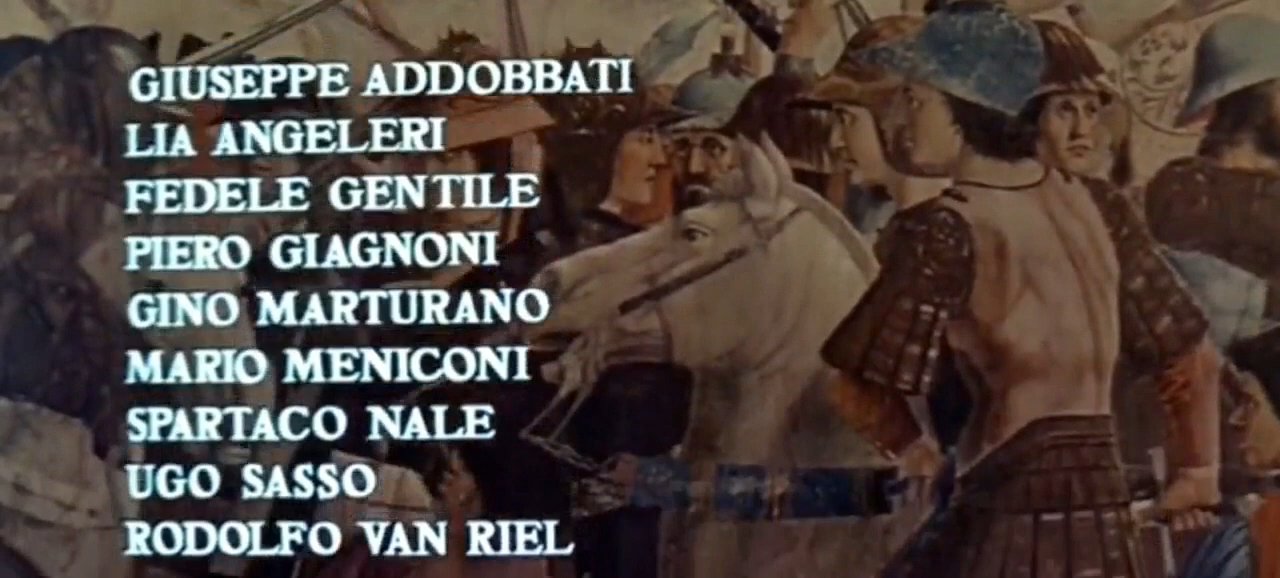 GIUSEPPE ADDOBBATI
LIA ANGELERI
FEDELE GENTILE
PIERO GIAGNONI
GINO MARTURANO
MARIO MENICONI
SPARTACO NALE
UGO SASSO
RODOLFO VAN RIEL